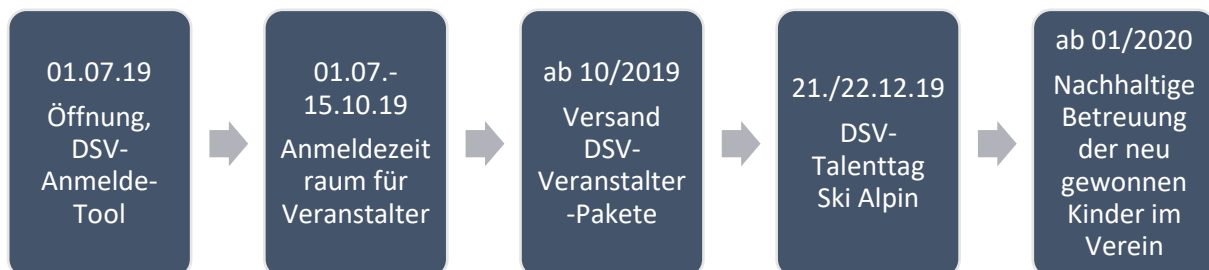 01.07.19
Öffnung,
DSV-
Anmelde-
Tool
01.07.-
15.10.19
Anmeldezeit
raum für
Veranstalter
ab 10/2019
Versand
DSV-
Veranstalter
-Pakete
21./22.12.19
DSV-
Talenttag
Ski Alpin
ab 01/2020
Nachhaltige
Betreuung
der neu
gewonnen
Kinder im
Verein